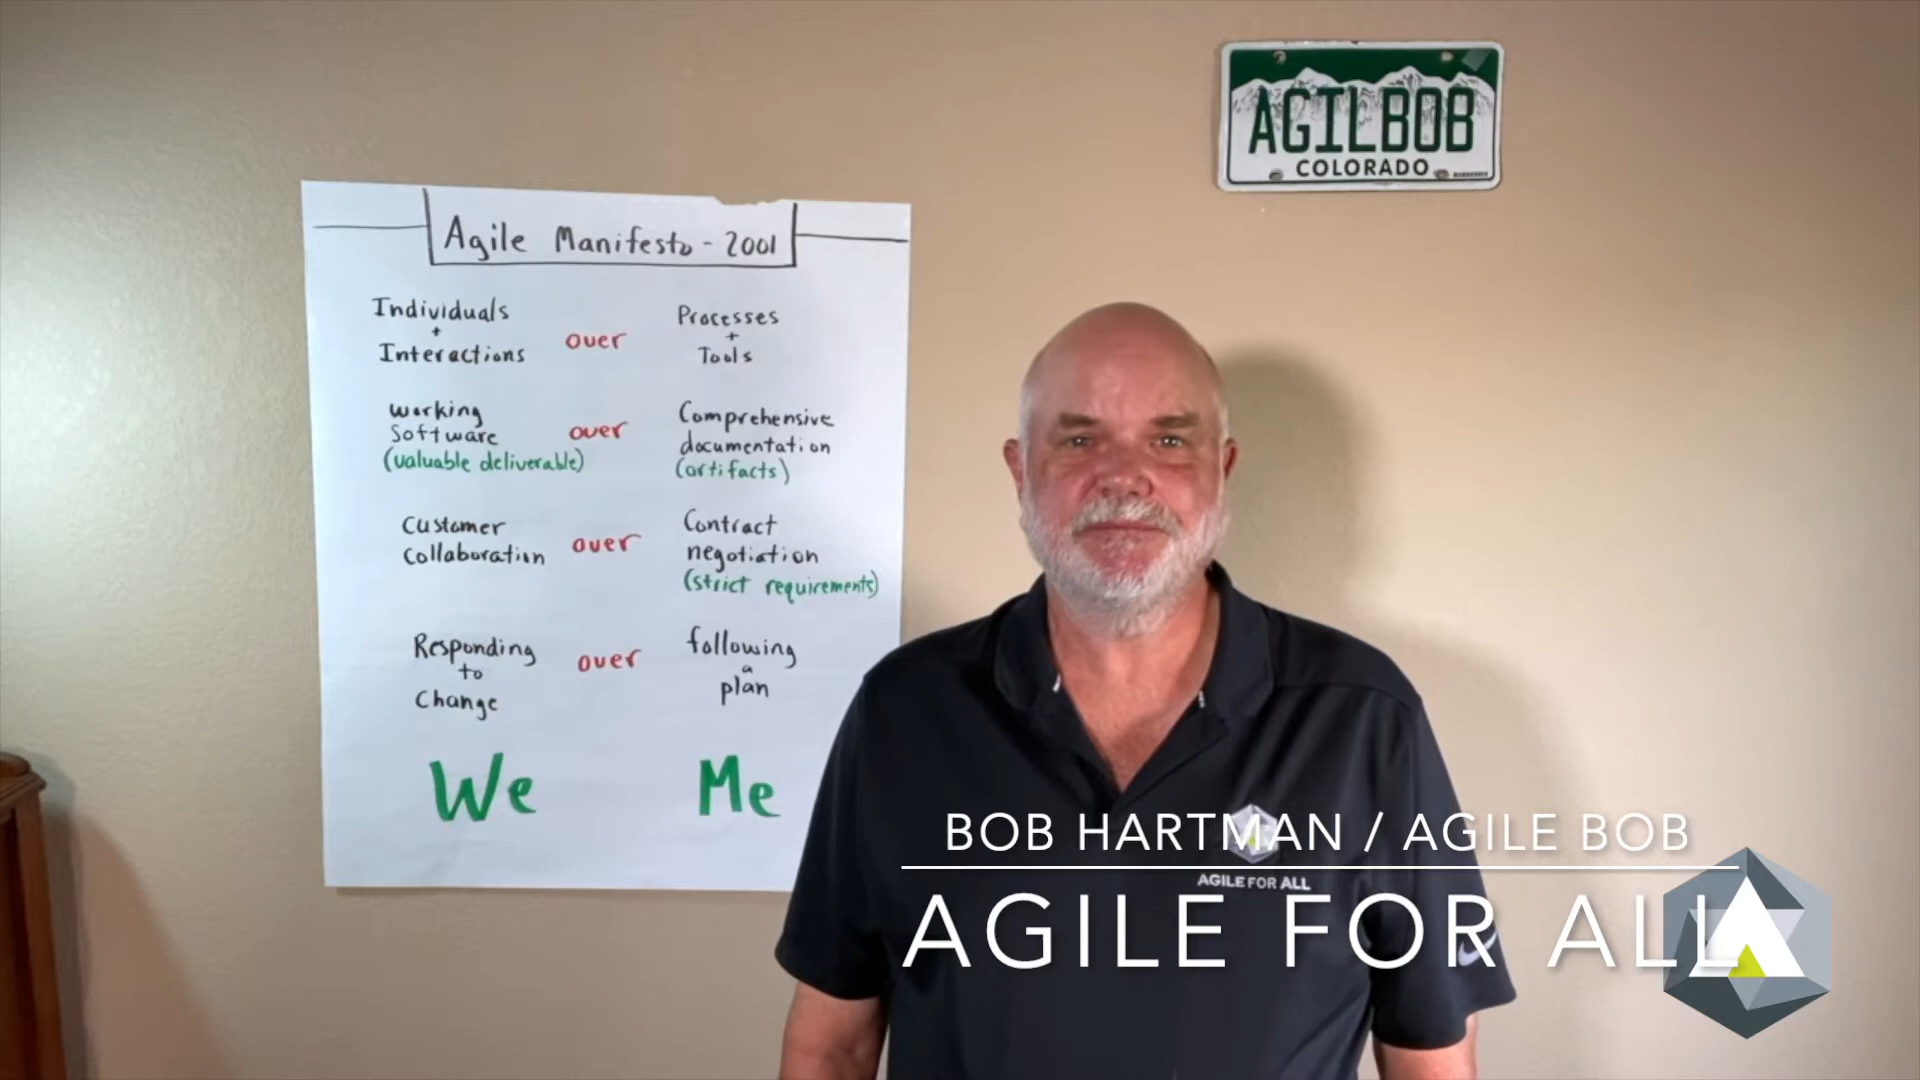 AGILBOB
COLORADO
Agile Manifesto - 2001
Individuals
+
Interactions
over
Processes
+
Tools
Working
Software
(valuable deliverable)
over
Comprehensive
documentation
(artifacts)
Customer
Collaboration
over
Contract
negotiation
(strict requirements)
Responding
to
Change
over
following
a
plan
We
Me
BOB HARTMAN / AGILE BOB
AGILE FOR ALL
AGILE FOR ALL